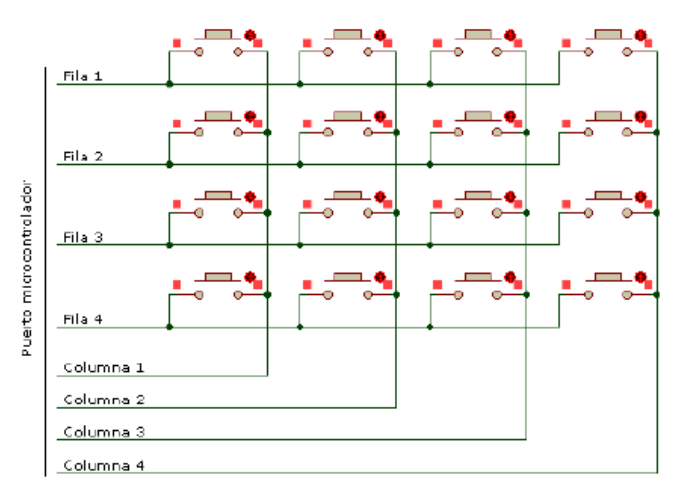 Fila 1
Fila 2
Fila 3
Fila 4
Columna 1
Columna 2
Columna 3
Columna 4
Puerto microcontrolador